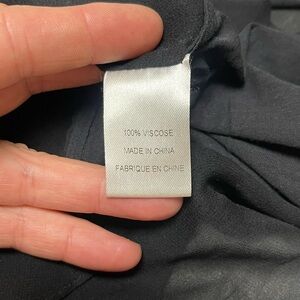 100% VISCOSE
MADE IN CHINA
FABRIQUE EN CHINE